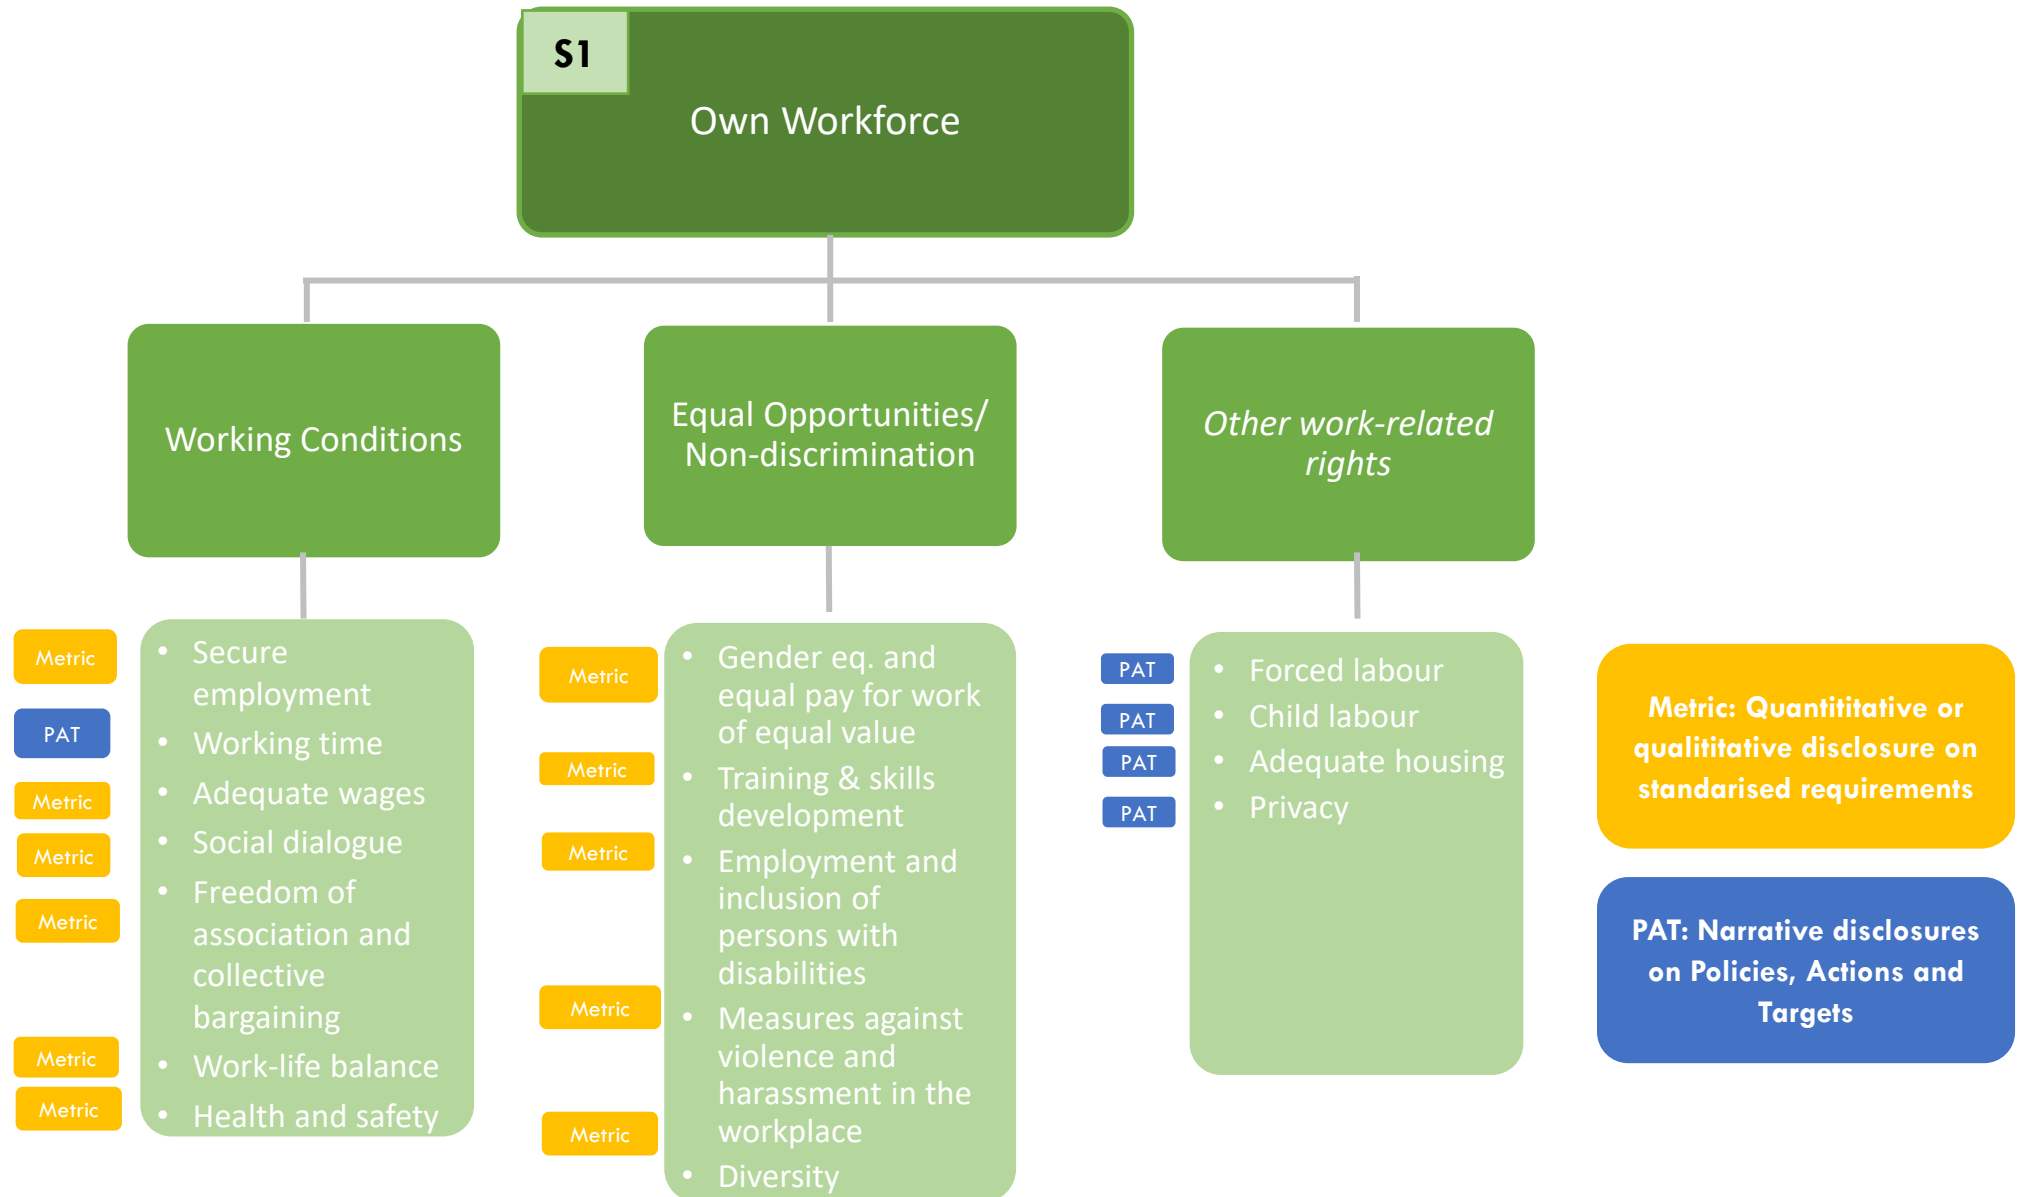 S1
Own Workforce
Working Conditions
Equal Opportunities/
Non-discrimination
Other work-related
rights
Metric
PAT
Metric
Metric
Metric
Metric
Metric
• Secure
employment
• Working time
• Adequate wages
• Social dialogue
• Freedom of
association and
collective
bargaining
• Work-life balance
• Health and safety
Metric
Metric
Metric
Metric
Metric
• Gender eq. and
equal pay for work
of equal value
• Training & skills
development
• Employment and
inclusion of
persons with
disabilities
• Measures against
violence and
harassment in the
workplace
• Diversity
PAT
PAT
PAT
PAT
• Forced labour
• Child labour
• Adequate housing
• Privacy
Metric: Quantititative or
qualititative disclosure on
standarised requirements
PAT: Narrative disclosures
on Policies, Actions and
Targets